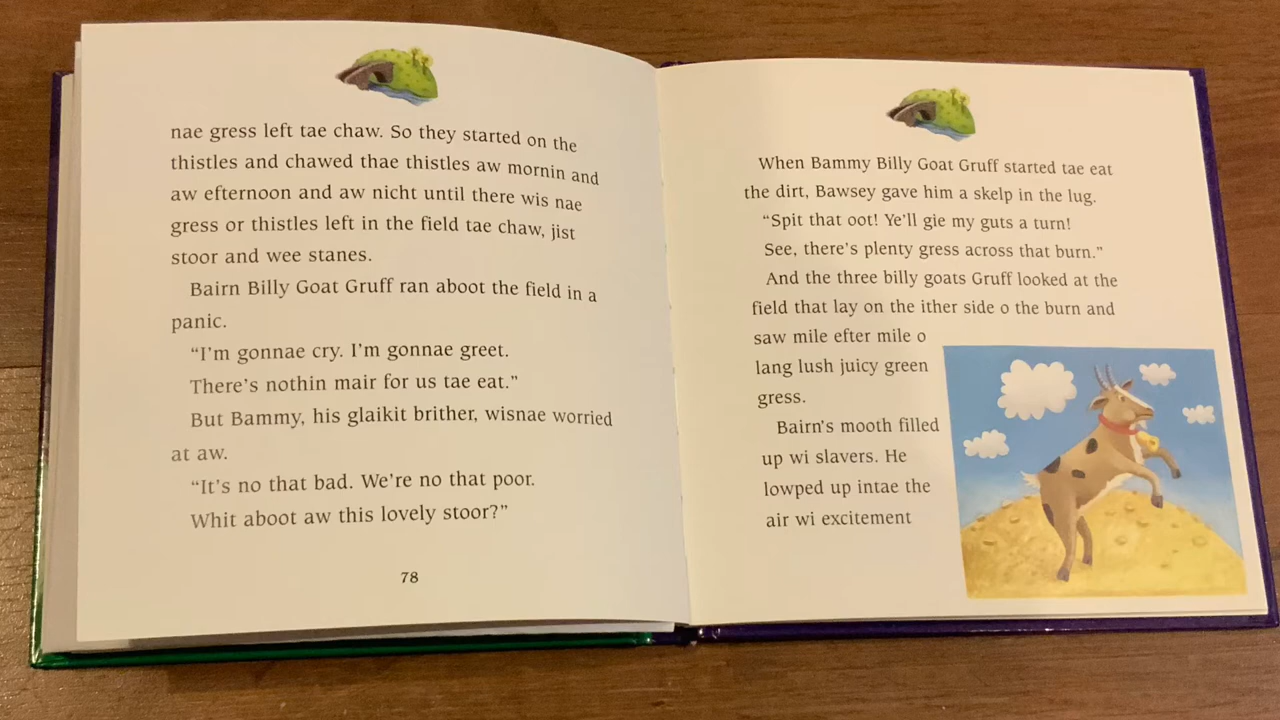 nae gress left tae chaw. So they started on the
thistles and chawed thae thistles aw mornin and
aw efternoon and aw nicht until there wis nae
gress or thistles left in the field tae chaw, jist
stoor and wee stanes.
Bairn Billy Goat Gruff ran aboot the field in a
panic.
“I’m gonnae cry. I’m gonnae greet.
There’s nothin mair for us tae eat.”
But Bammy, his glaikit brither, wisnae worried
at aw.
“It’s no that bad. We’re no that poor.
Whit aboot aw this lovely stoor?”
78
When Bammy Billy Goat Gruff started tae eat
the dirt, Bawsey gave him a skelp in the lug.
“Spit that oot! Ye’ll gie my guts a turn!
See, there’s plenty gress across that burn.”
And the three billy goats Gruff looked at the
field that lay on the ither side o the burn and
saw mile efter mile o
lang lush juicy green
gress.
Bairn’s mooth filled
up wi slavers. He
lowped up intae the
air wi excitement